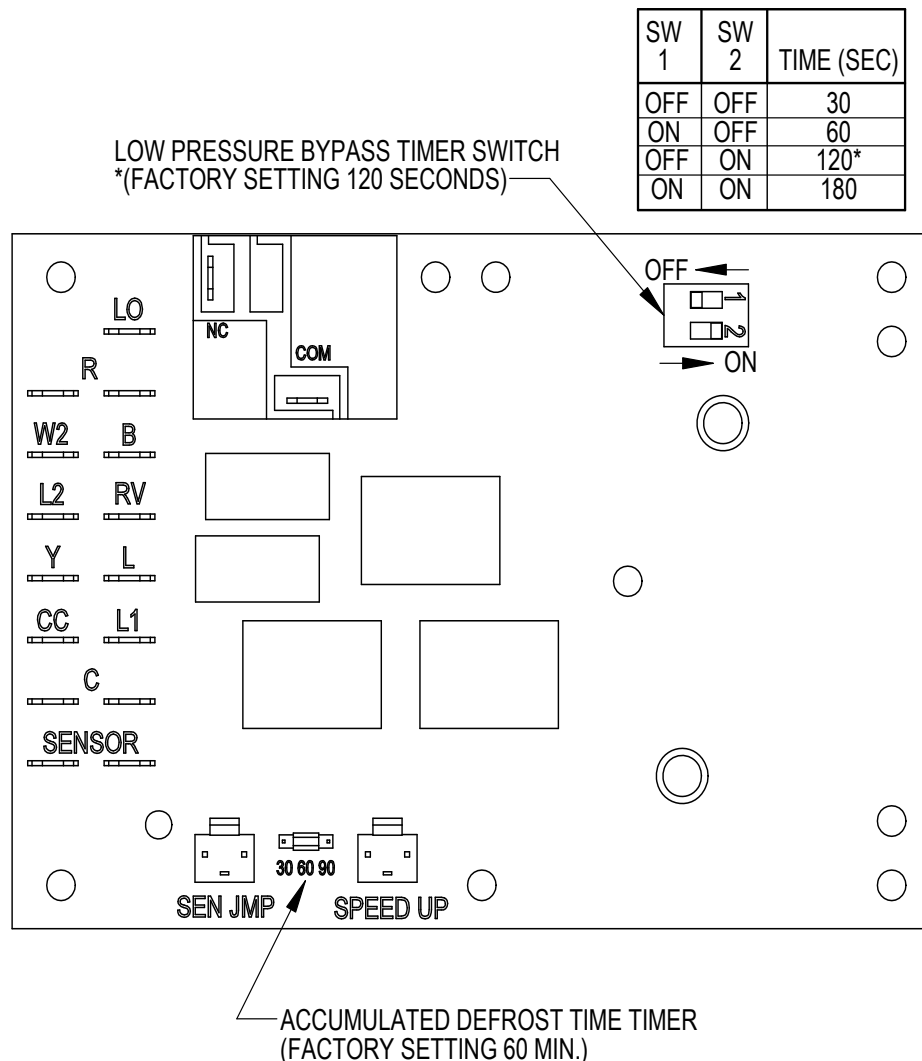 SW 1 SW 2 TIME (SEC)
OFF OFF 30
ON OFF 60
OFF ON 120*
ON ON 180
LOW PRESSURE BYPASS TIMER SWITCH
*(FACTORY SETTING 120 SECONDS)
OFF
1
2
ON
NC
COM
LO
R
W2 B
L2 RV
Y L
CC L1
C
SENSOR
30 60 90
SEN JMP SPEED UP
ACCUMULATED DEFROST TIME TIMER
(FACTORY SETTING 60 MIN.)